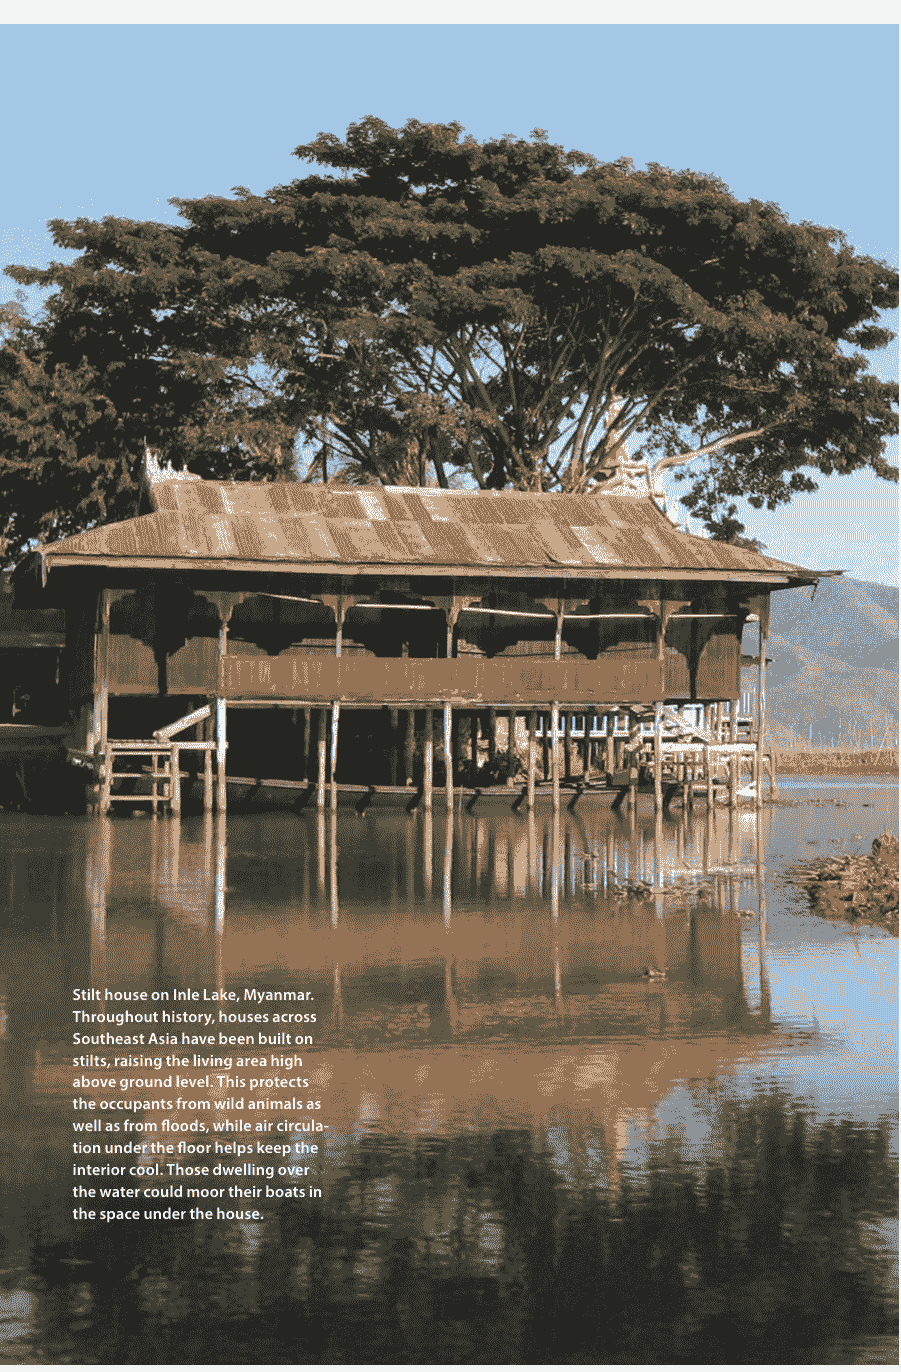 Stilt house on Inle Lake, Myanmar.
Throughout history, houses across
Southeast Asia have been built on
stilts, raising the living area high
above ground level. This protects
the occupants from wild animals as
well as from floods, while air circula-
tion under the floor helps keep the
interior cool. Those dwelling over
the water could moor their boats in
the space under the house.